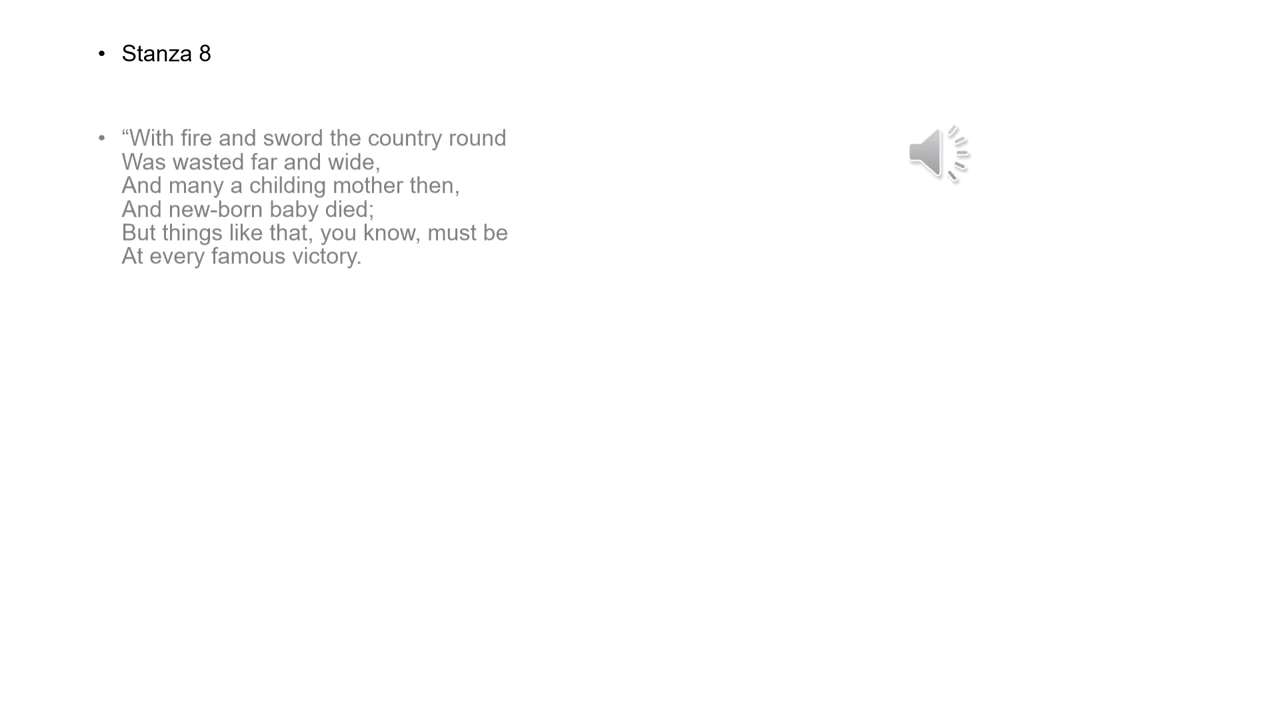 • Stanza 8
• “With fire and sword the country round
Was wasted far and wide,
And many a childing mother then,
And new-born baby died;
But things like that, you know, must be
At every famous victory.